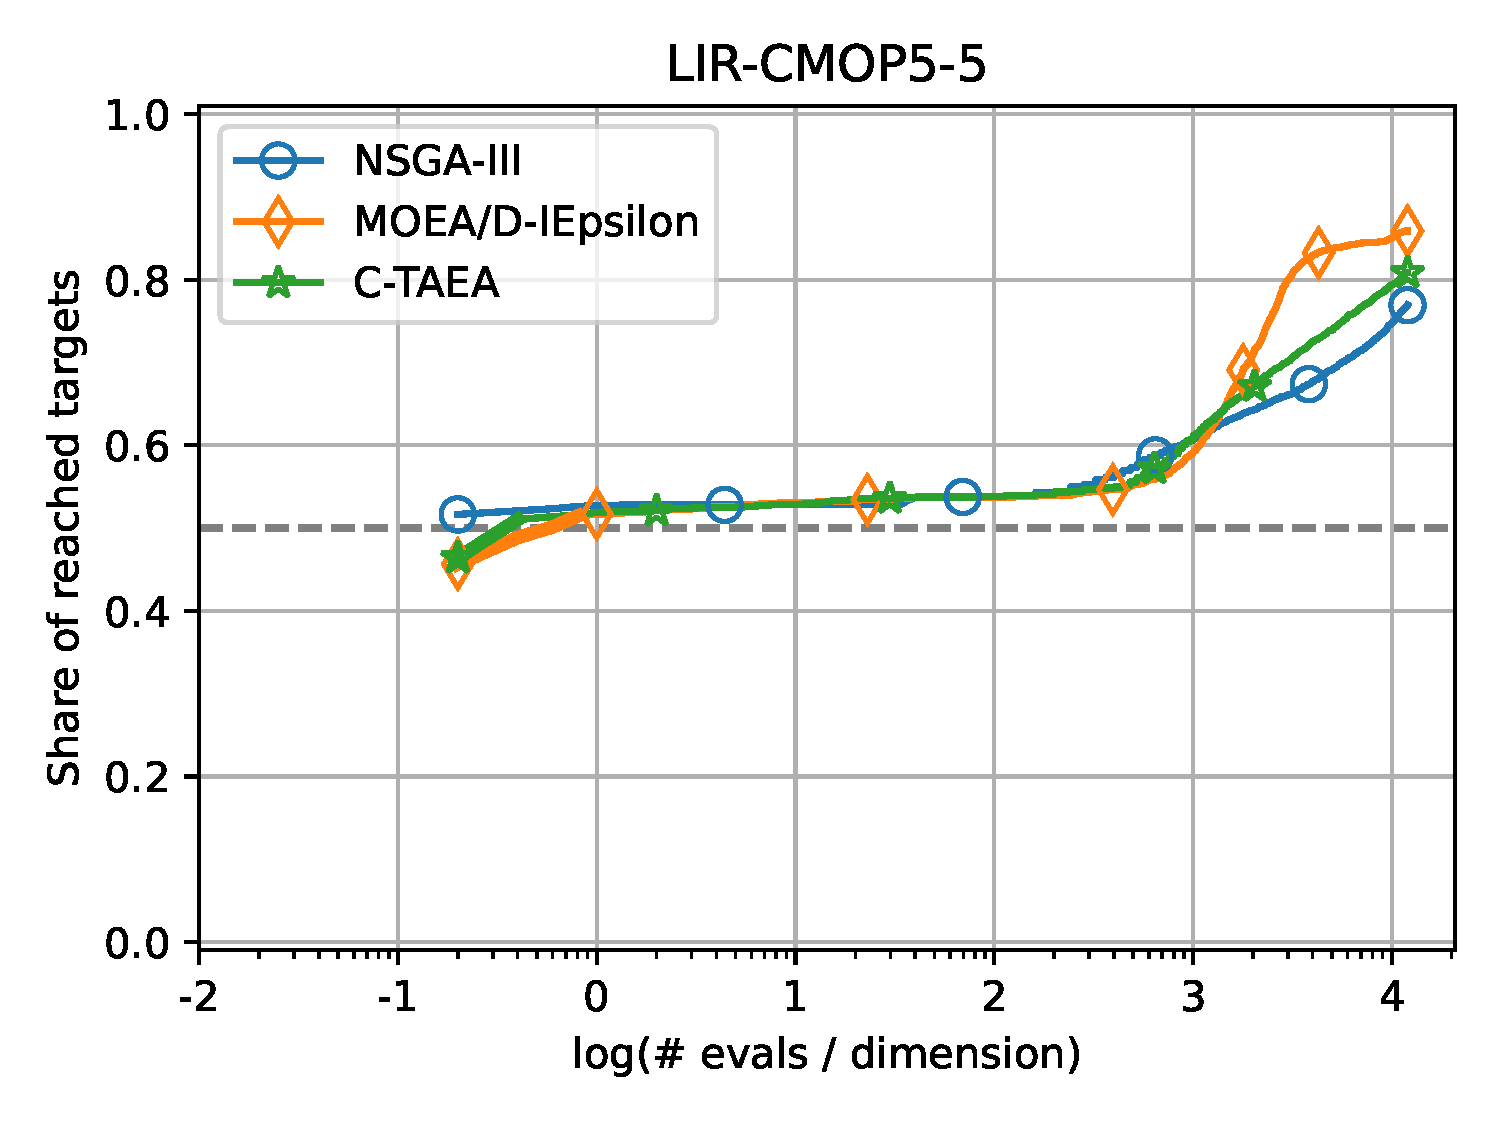 LIR-CMOP5-5
NSGA-III
MOEA/D-IEpsilon
C-TAEA
Share of reached targets
1.0
0.8
0.6
0.4
0.2
0.0
-2 -1 0 1 2 3 4
log(# evals / dimension)